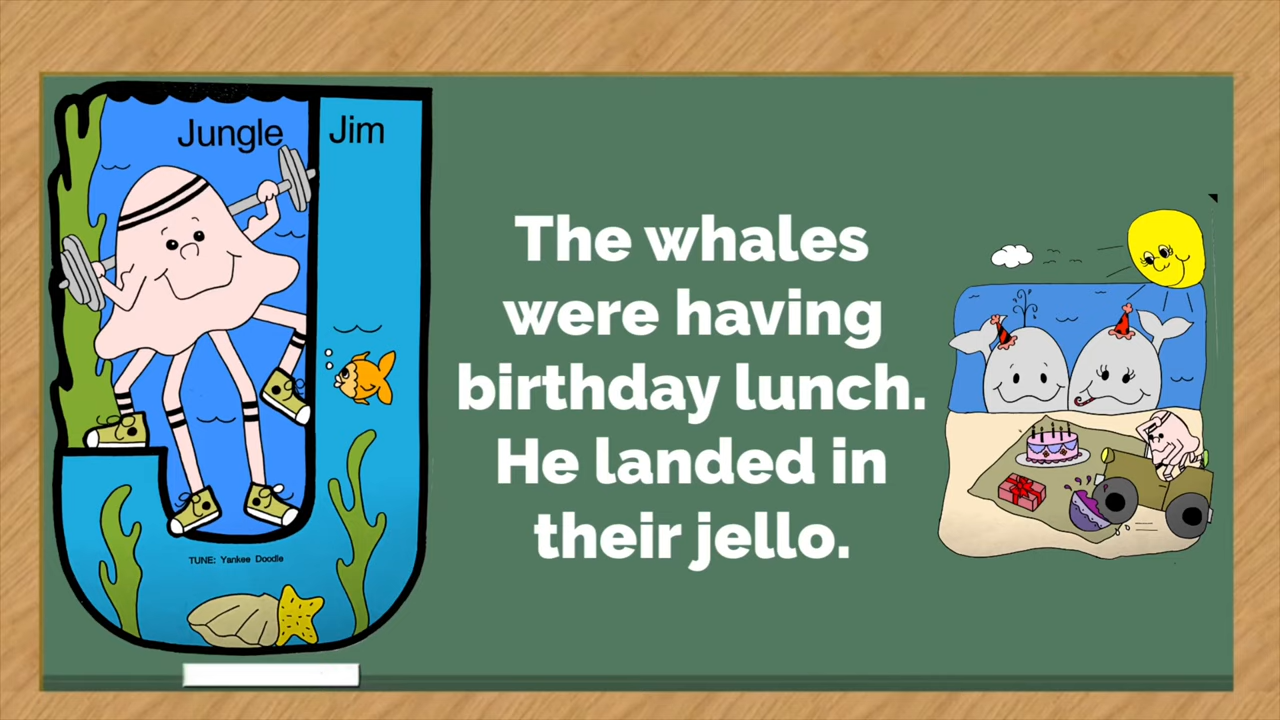 Jungle Jim
The whales
were having
birthday lunch.
He landed in
their jello.
TUNE: Yankee Doodle